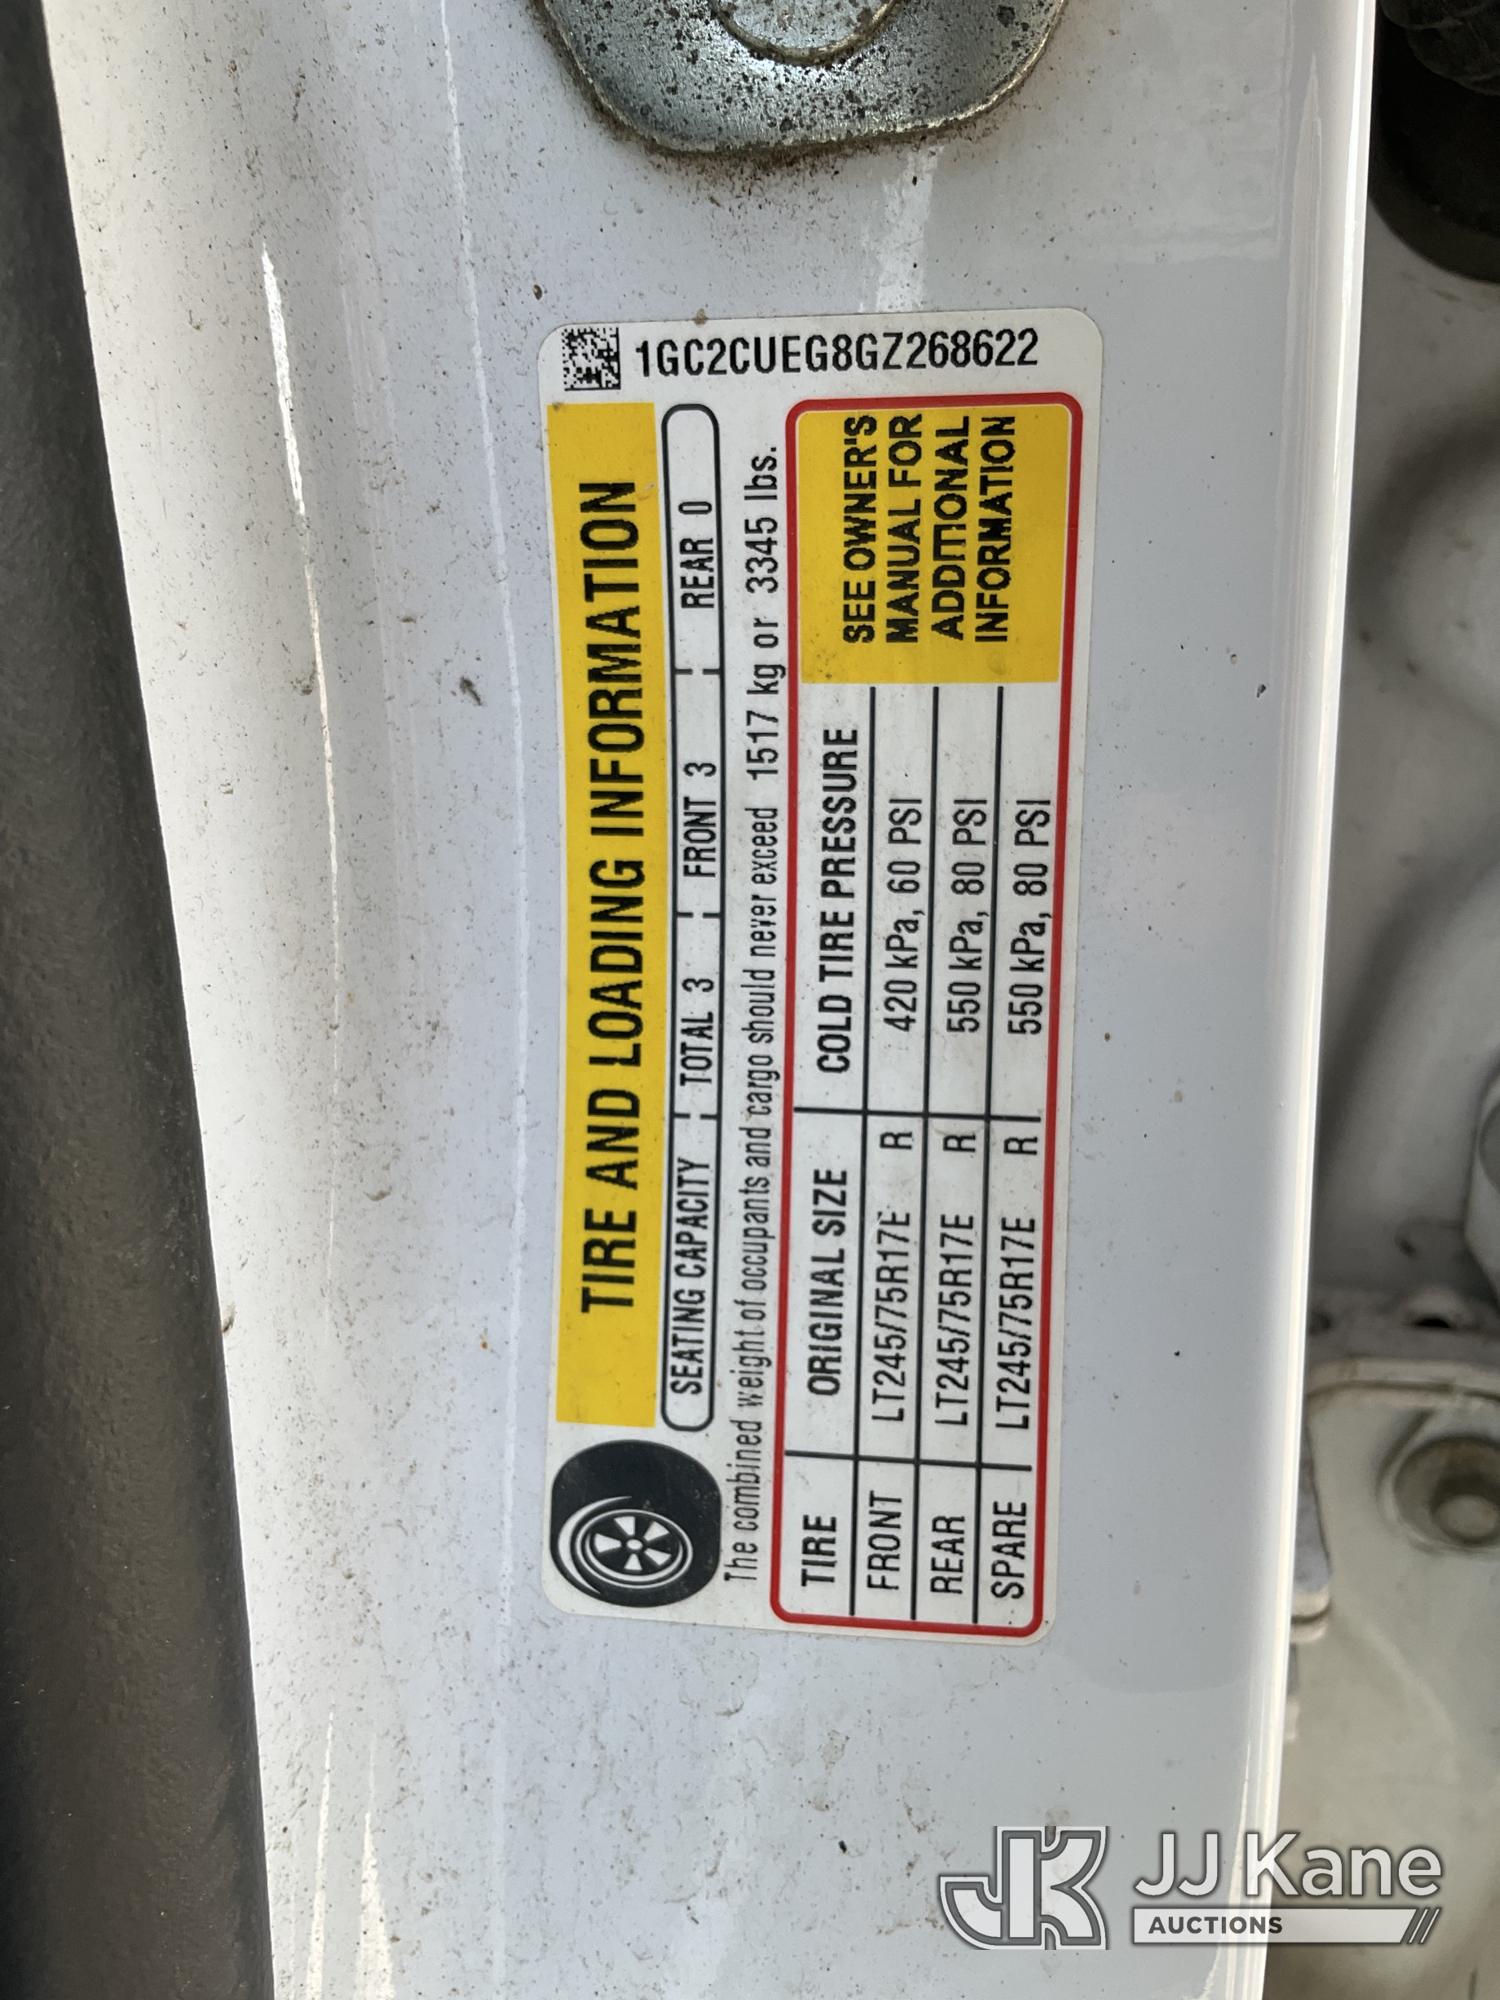 1GC2CUEG8GZ268622
TIRE AND LOADING INFORMATION
SEATING CAPACITY TOTAL 3 FRONT 3 REAR 0
The combined weight of occupants and cargo should never exceed 1517 kg or 3345 lbs.
TIRE ORIGINAL SIZE COLD TIRE PRESSURE
FRONT LT245/75R17E R 420 kPa, 60 PSI
REAR LT245/75R17E R 550 kPa, 80 PSI
SPARE LT245/75R17E R 550 kPa, 80 PSI
SEE OWNER'S
MANUAL FOR
ADDITIONAL
INFORMATION
JK JJ Kane
AUCTIONS